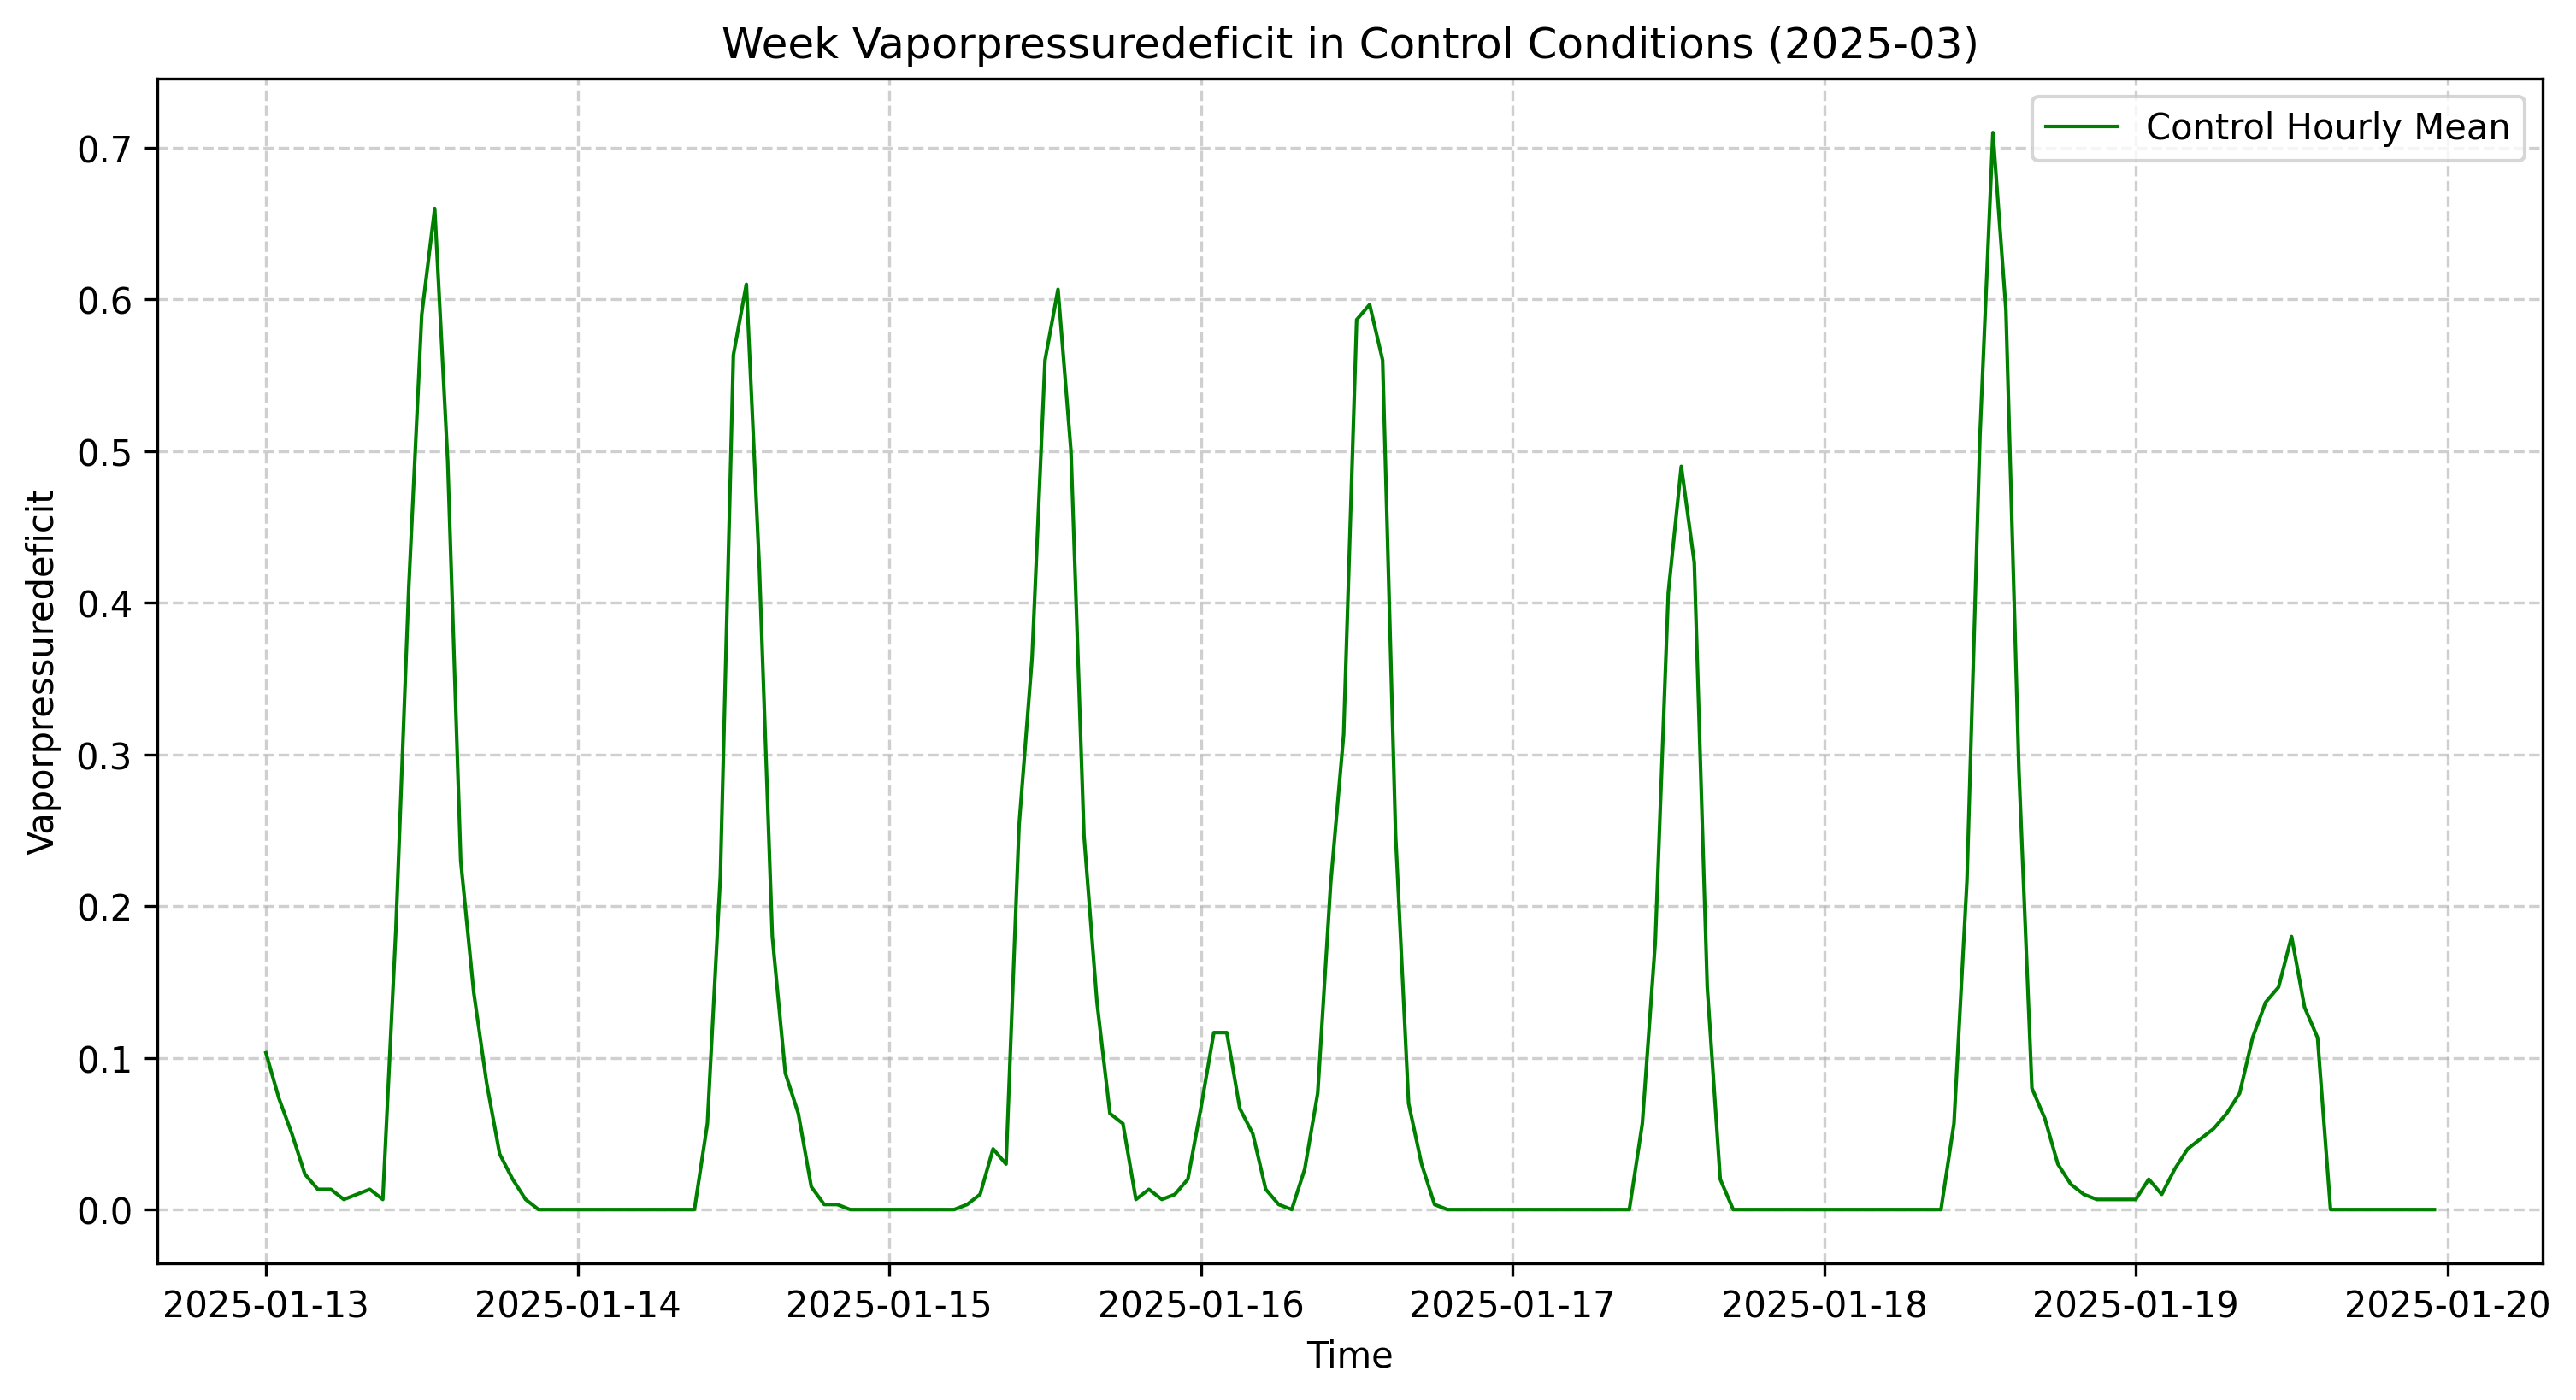 Week Vaporpressuredeficit in Control Conditions (2025-03)
Control Hourly Mean
Vaporpressuredeficit
0.7
0.6
0.5
0.4
0.3
0.2
0.1
0.0
2025-01-13 2025-01-14 2025-01-15 2025-01-16 2025-01-17 2025-01-18 2025-01-19 2025-01-20
Time